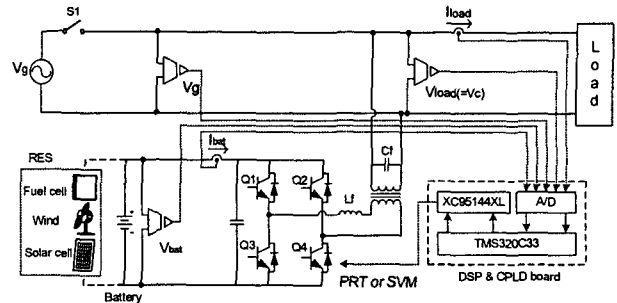 S1
Iload
Vg
Vg
Vload(=Vc)
Load
RES
Fuel cell
Wind
Solar cell
Battery
Vbat
Ibat
Q1
Q2
Q3
Q4
Lf
Cf
PRT or SVM
XC95144XL
A/D
TMS320C33
DSP & CPLD board